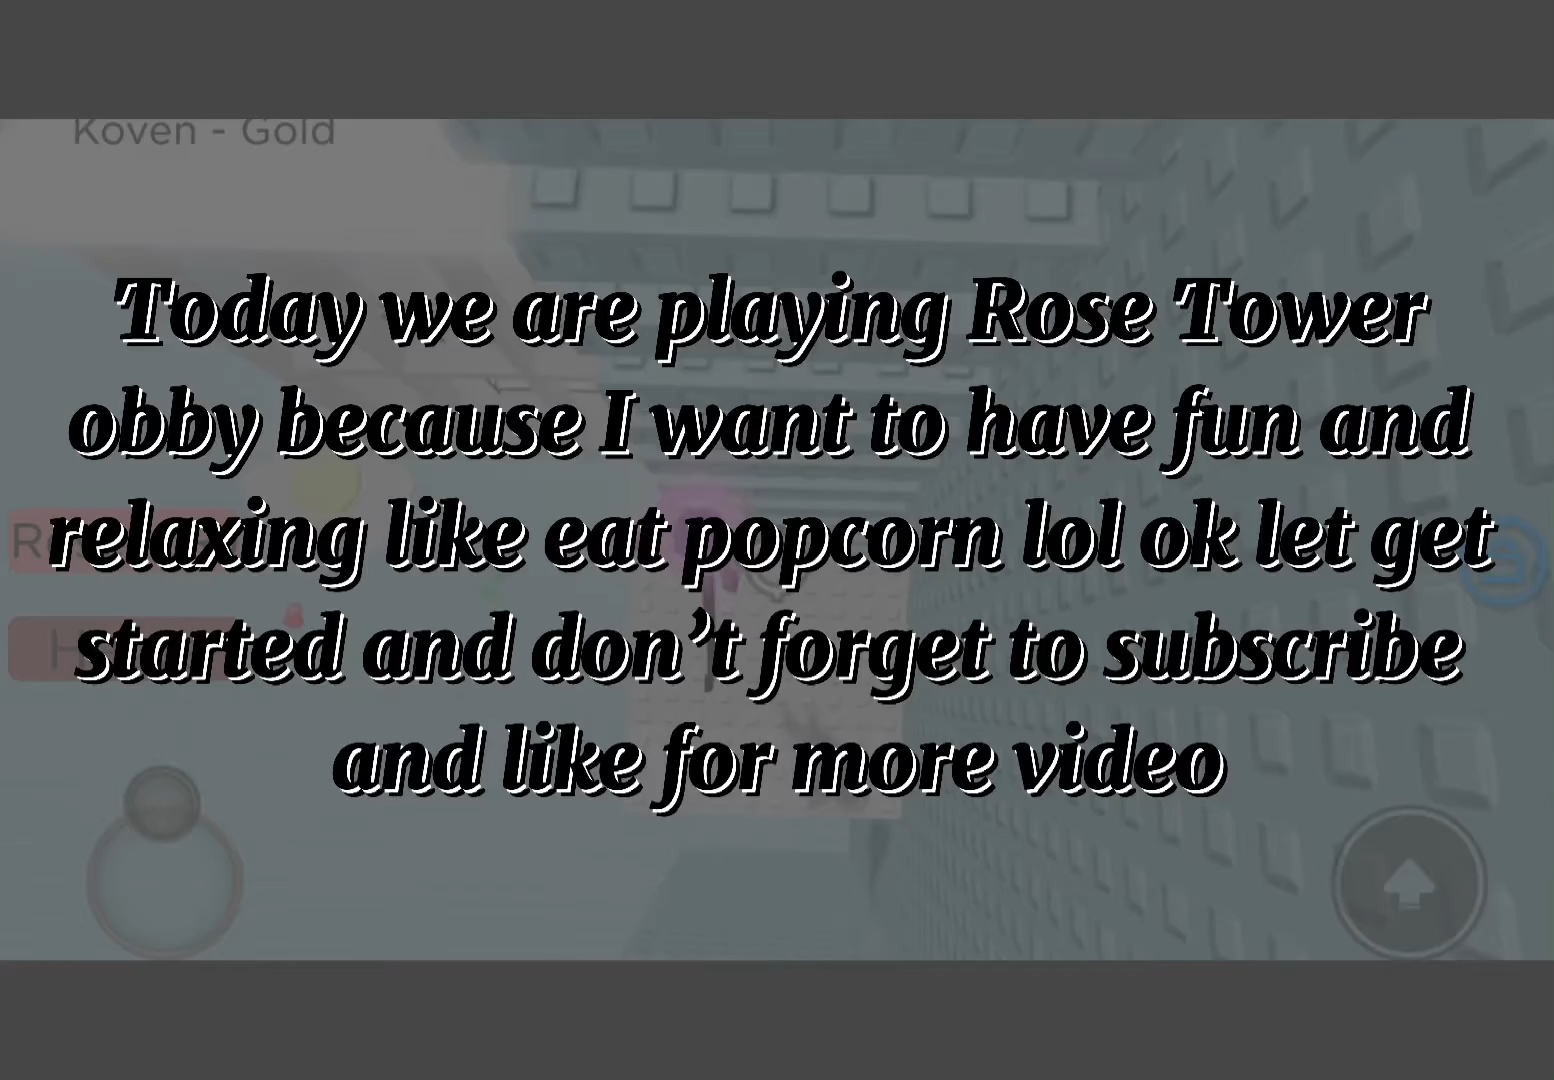 Koven - Gold
Today we are playing Rose Tower
obby because I want to have fun and
relaxing like eat popcorn lol ok let get
started and don’t forget to subscribe
and like for more video